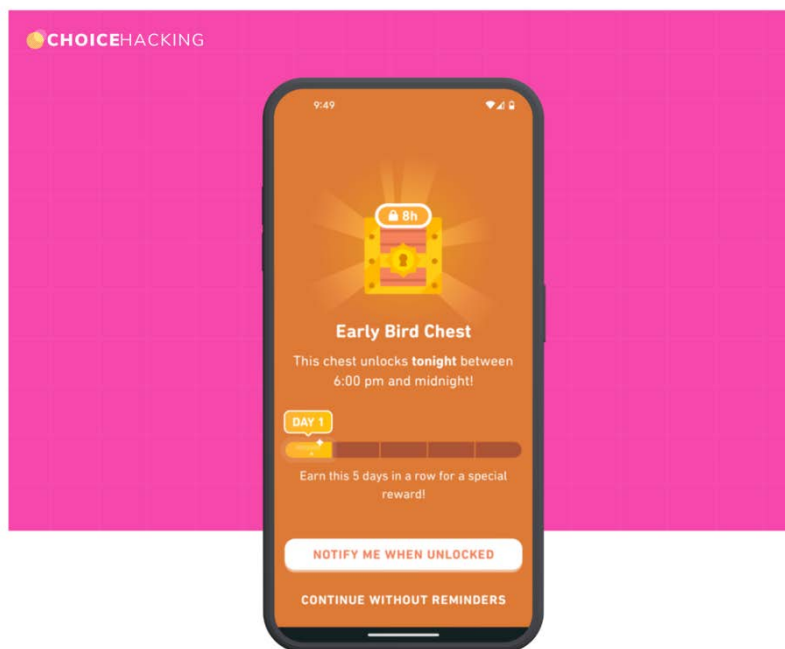 CHOICEHACKING
9:49
8h
Early Bird Chest
This chest unlocks tonight between
6:00 pm and midnight!
DAY 1
Earn this 5 days in a row for a special
reward!
NOTIFY ME WHEN UNLOCKED
CONTINUE WITHOUT REMINDERS